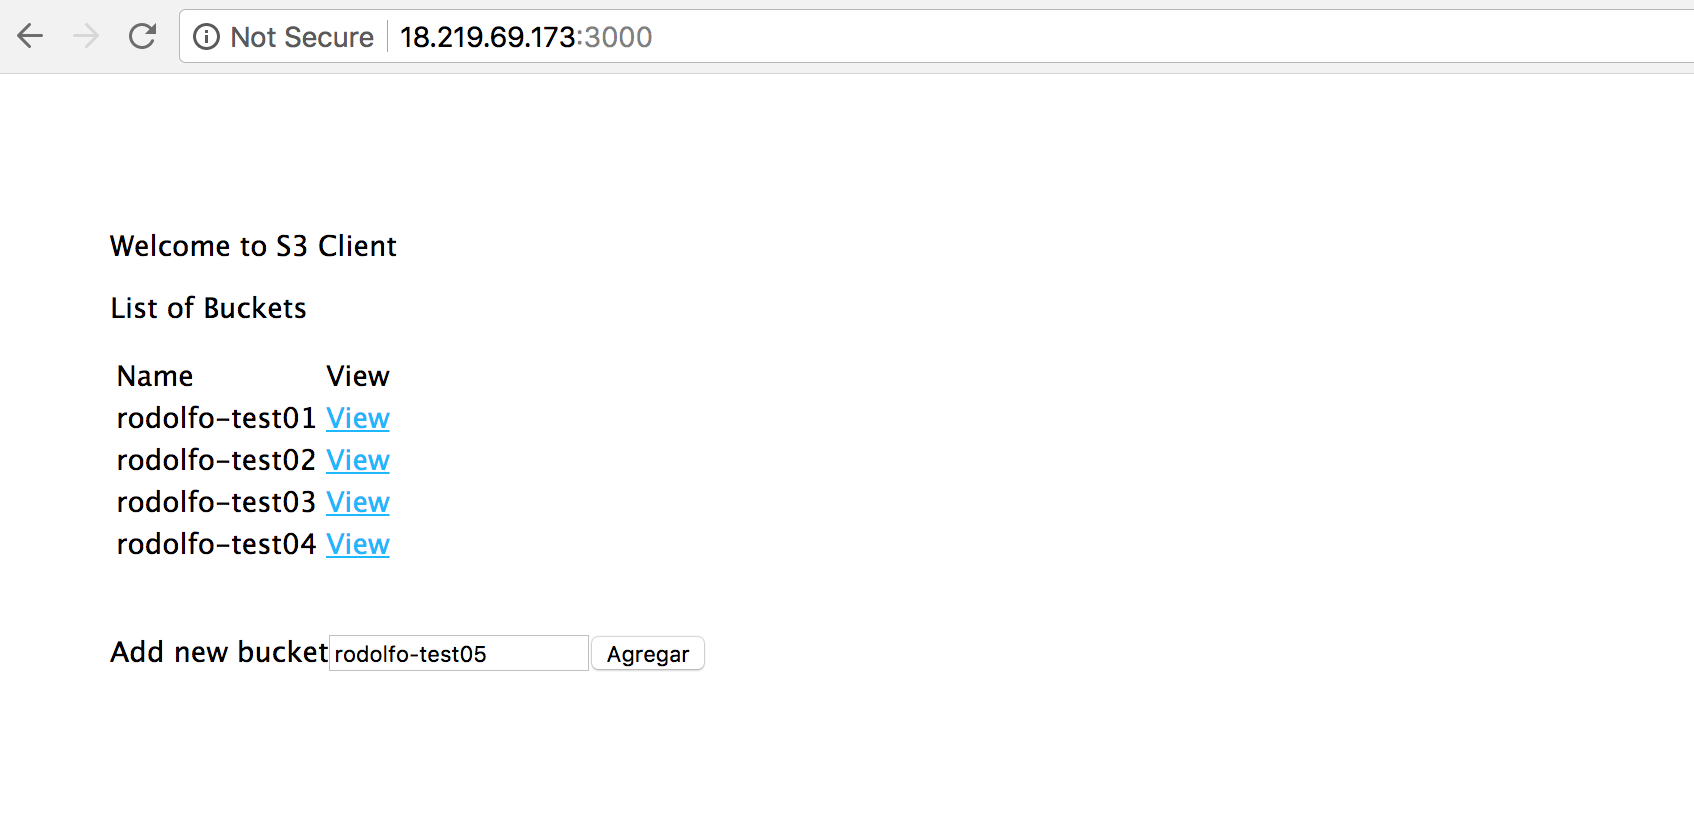 Not Secure 18.219.69.173:3000
Welcome to S3 Client
List of Buckets
Name View
rodolfo-test01 View
rodolfo-test02 View
rodolfo-test03 View
rodolfo-test04 View
Add new bucket rodolfo-test05 Agregar